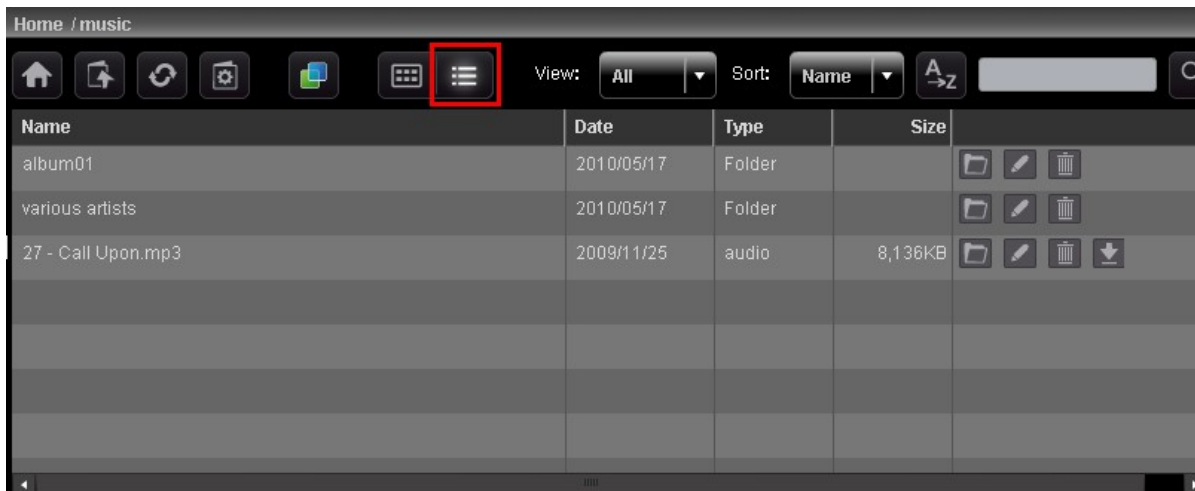 Home / music
View: All Sort: Name A→Z
Name Date Type Size
album01 2010/05/17 Folder
various artists 2010/05/17 Folder
27 - Call Upon.mp3 2009/11/25 audio 8,136KB